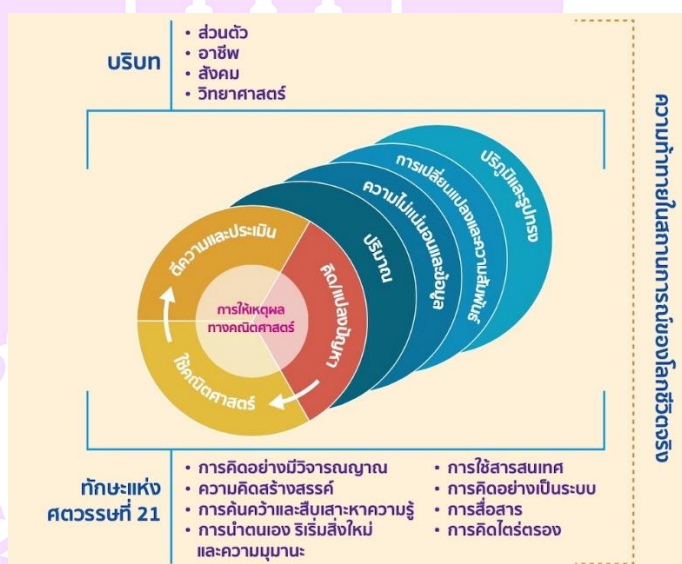 บริบท
• ส่วนตัว
• อาชีพ
• สังคม
• วิทยาศาสตร์
ความท้าทายในสถานการณ์ของโลกชีวิตจริง
ปริภูมิและรูปทรง
การเปลี่ยนแปลงและความสัมพันธ์
ความไม่แน่นอนและข้อมูล
ปริมาณ
ตีความและประเมิน
คิด/แปลงปัญหา
ใช้คณิตศาสตร์
การให้เหตุผล
ทางคณิตศาสตร์
ทักษะแห่ง
ศตวรรษที่ 21
• การคิดอย่างมีวิจารณญาณ
• ความคิดสร้างสรรค์
• การค้นคว้าและสืบเสาะหาความรู้
• การนำตนเอง ริเริ่มสิ่งใหม่
และความมุมานะ
• การใช้สารสนเทศ
• การคิดอย่างเป็นระบบ
• การสื่อสาร
• การคิดไตร่ตรอง